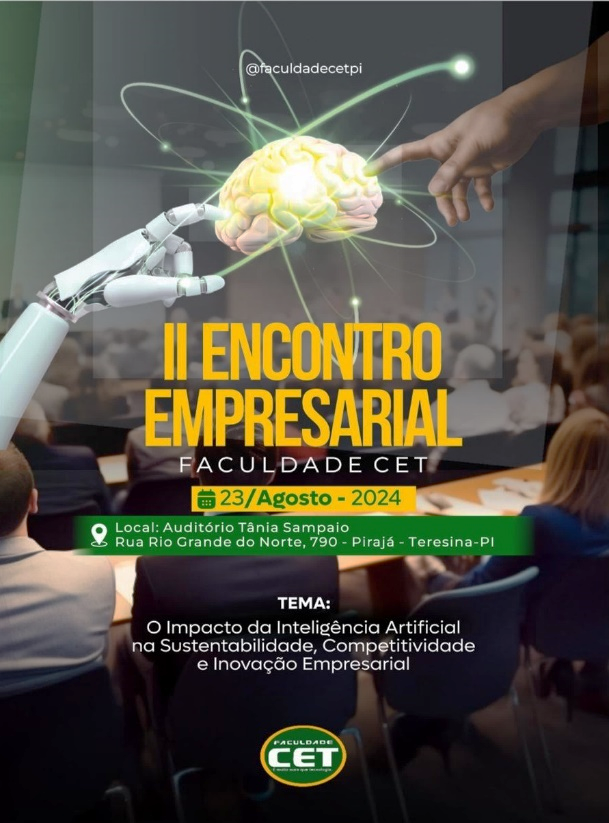 @faculdadecetpi
II ENCONTRO
EMPRESARIAL
FACULDADE CET
23/Agosto - 2024
Local: Auditório Tânia Sampaio
Rua Rio Grande do Norte, 790 - Pirajá - Teresina-PI
TEMA:
O Impacto da Inteligência Artificial
na Sustentabilidade, Competitividade
e Inovação Empresarial
FACULDADE
CET